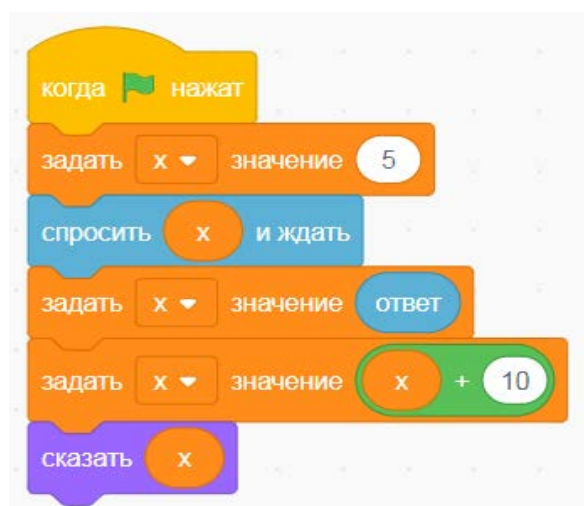 когда нажат
задать x значение 5
спросить x и ждать
задать x значение ответ
задать x значение x + 10
сказать x